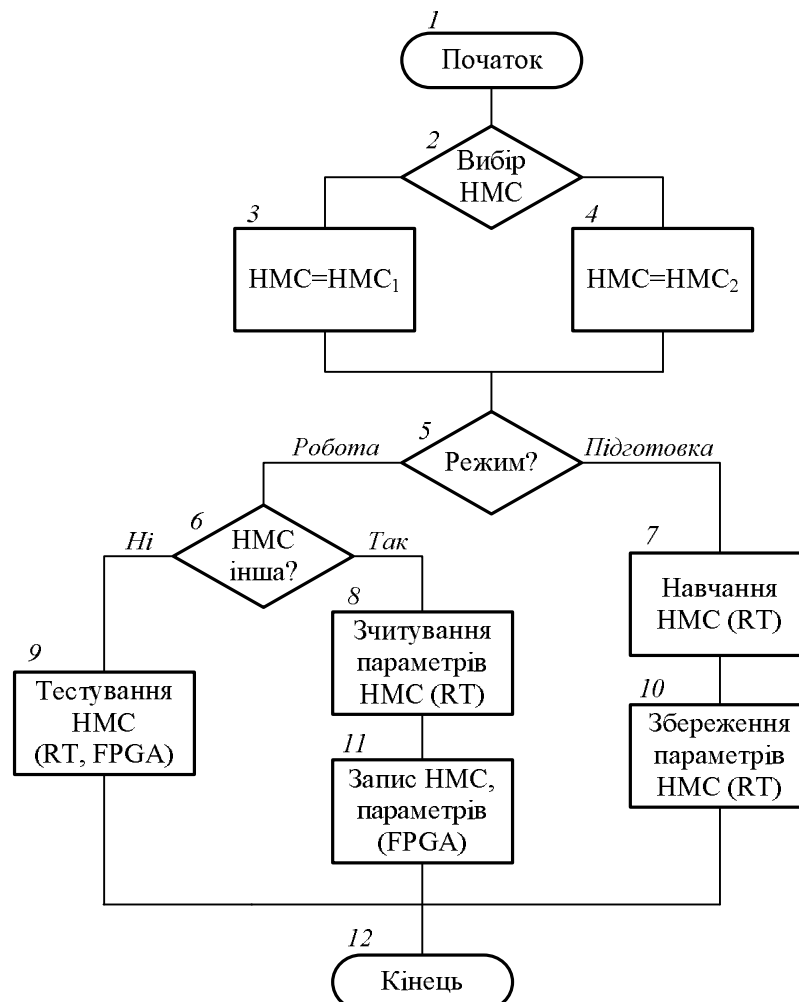 1
Початок
2
Вибір
НМС
3
НМС=НМС₁
4
НМС=НМС₂
5
Режим?
Робота
Підготовка
6
НМС
інша?
Ні
Так
7
Навчання
НМС (RT)
8
Зчитування
параметрів
НМС (RT)
9
Тестування
НМС
(RT, FPGA)
10
Збереження
параметрів
НМС (RT)
11
Запис НМС,
параметрів
(FPGA)
12
Кінець